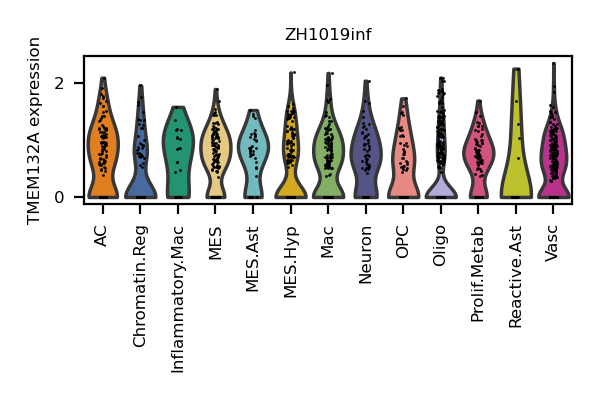 ZH1019inf
TMEM132A expression
2
0
AC
Chromatin.Reg
Inflammatory.Mac
MES
MES.Ast
MES.Hyp
Mac
Neuron
OPC
Oligo
Prolif.Metab
Reactive.Ast
Vasc